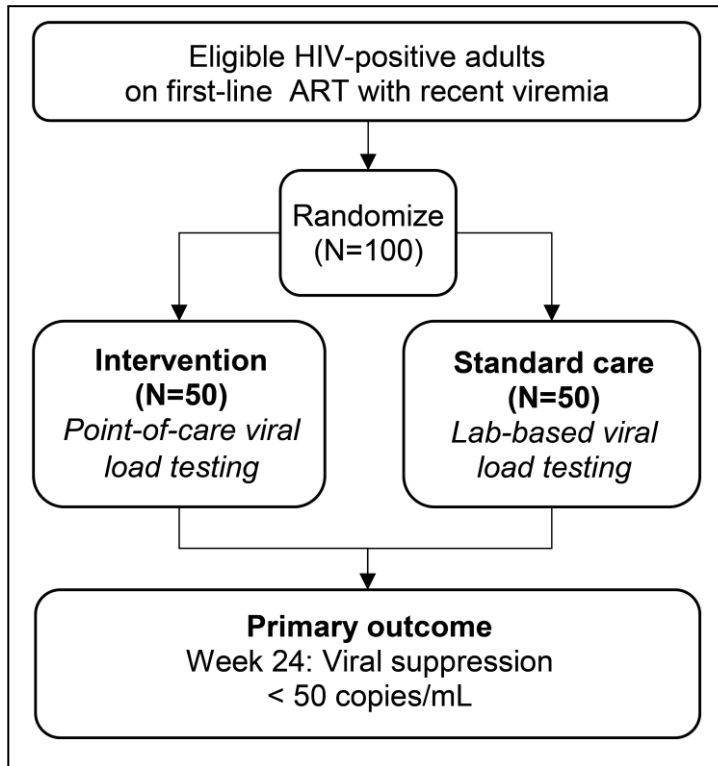 Eligible HIV-positive adults
on first-line ART with recent viremia
Randomize
(N=100)
Intervention
(N=50)
Point-of-care viral
load testing
Standard care
(N=50)
Lab-based viral
load testing
Primary outcome
Week 24: Viral suppression
< 50 copies/mL